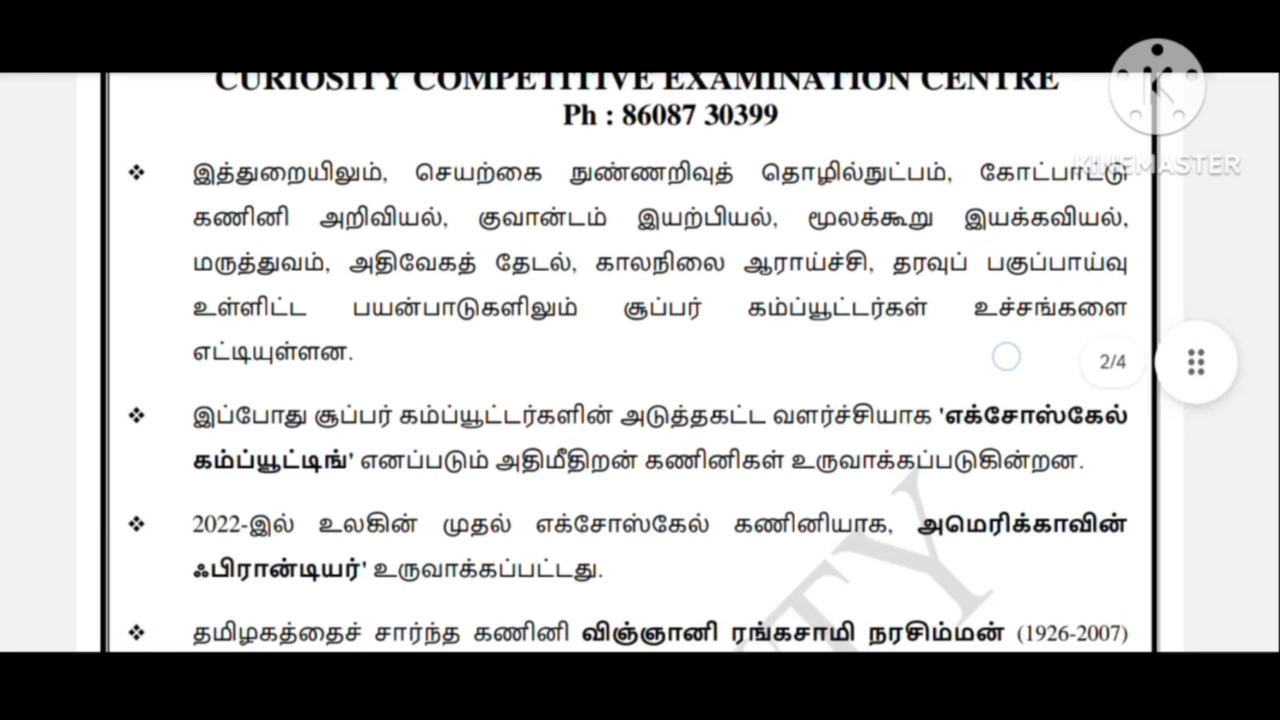 CURIOSITY COMPETITIVE EXAMINATION CENTRE
Ph : 86087 30399
KINEMASTER
❖ இத்துறையிலும், செயற்கை நுண்ணறிவுத் தொழில்நுட்பம், கோட்பாட்டு
கணினி அறிவியல், குவான்டம் இயற்பியல், மூலக்கூறு இயக்கவியல்,
மருத்துவம், அதிவேகத் தேடல், காலநிலை ஆராய்ச்சி, தரவுப் பகுப்பாய்வு
உள்ளிட்ட பயன்பாடுகளிலும் சூப்பர் கம்ப்யூட்டர்கள் உச்சங்களை
எட்டியுள்ளன.
2/4
❖ இப்போது சூப்பர் கம்ப்யூட்டர்களின் அடுத்தகட்ட வளர்ச்சியாக 'எக்சோஸ்கேல்
கம்ப்யூட்டிங்' எனப்படும் அதிமீதிறன் கணினிகள் உருவாக்கப்படுகின்றன.
❖ 2022-இல் உலகின் முதல் எக்சோஸ்கேல் கணினியாக, அமெரிக்காவின்
ஃபிரான்டியர்' உருவாக்கப்பட்டது.
❖ தமிழகத்தைச் சார்ந்த கணினி விஞ்ஞானி ரங்கசாமி நரசிம்மன் (1926-2007)
TY